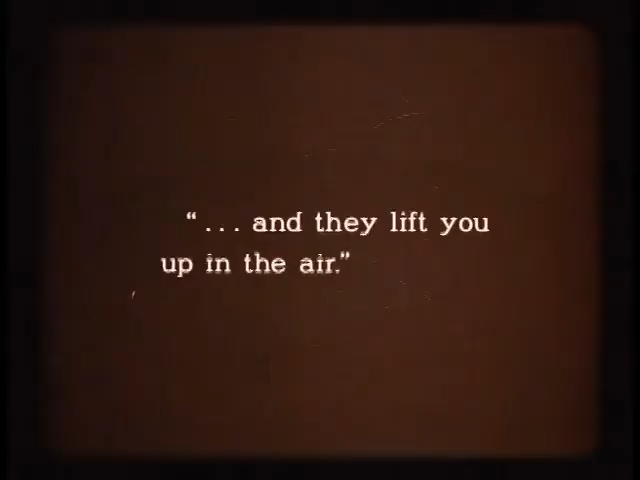 “... and they lift you
up in the air.”